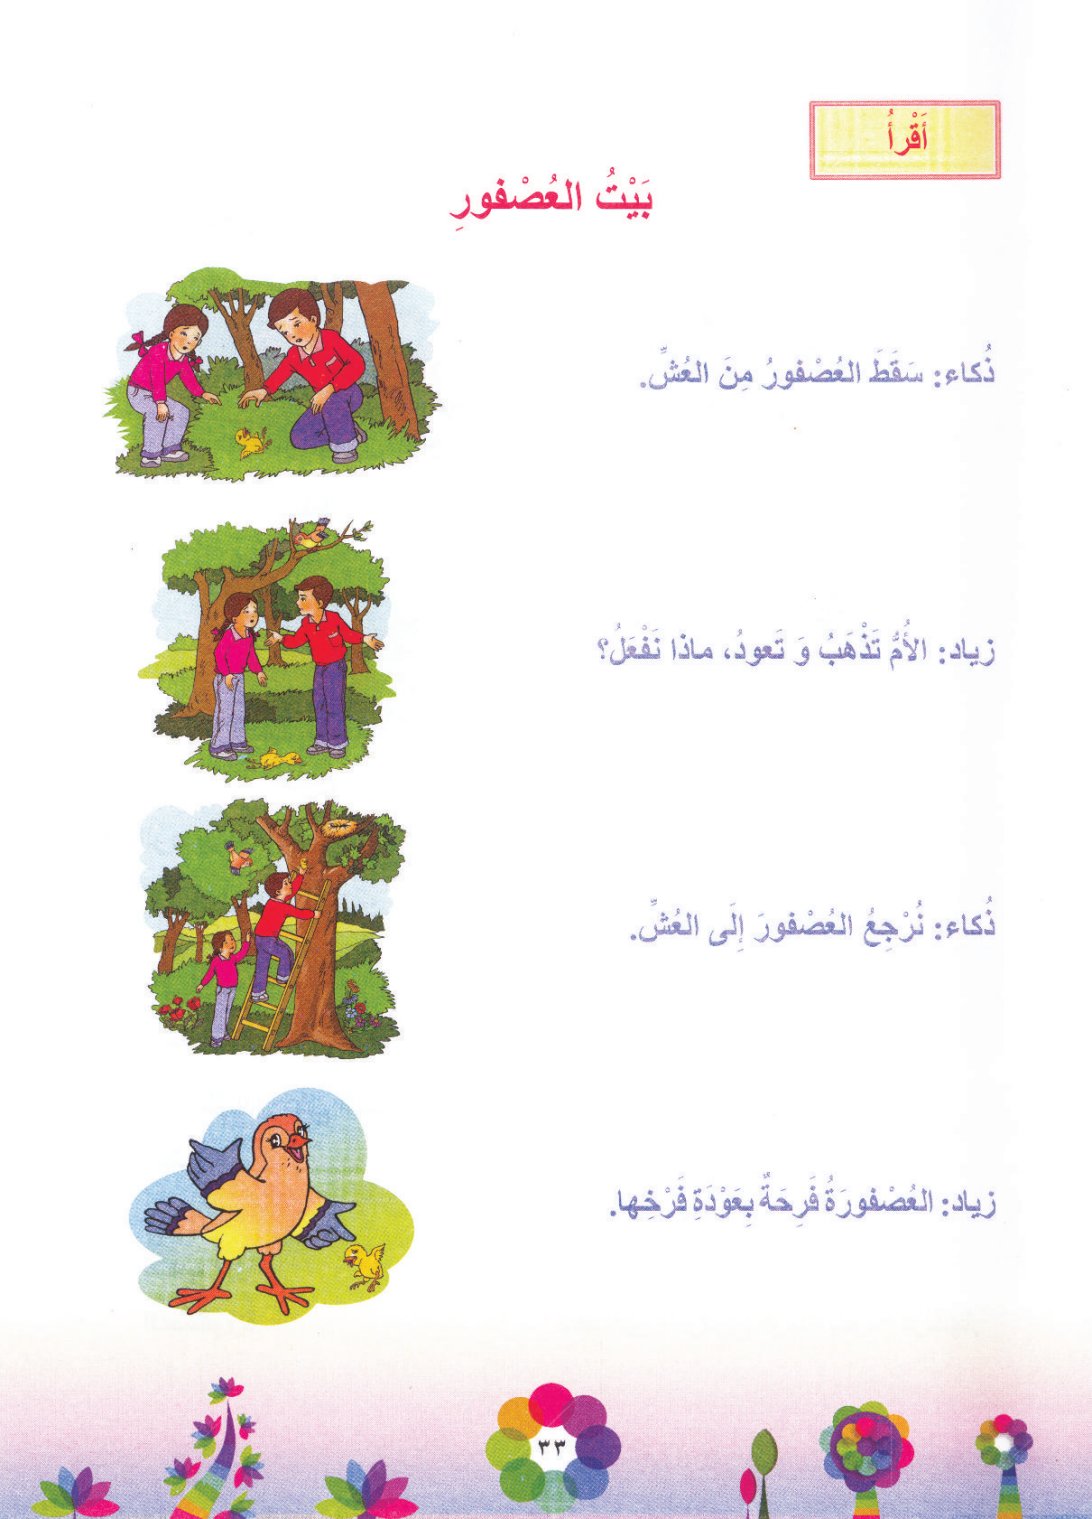 أَقْرأُ
بَيْتُ العُصْفورِ
ذُكاء: سَقَطَ العُصْفورُ مِنَ العُشِّ.
زياد: الأُمُّ تَذْهَبُ وَ تَعودُ، ماذا نَفْعَلُ؟
ذُكاء: نُرْجِعُ العُصْفورَ إِلَى العُشِّ.
زياد: العُصْفورَةُ فَرِحَةٌ بِعَوْدَةِ فَرْخِها.
٣٣